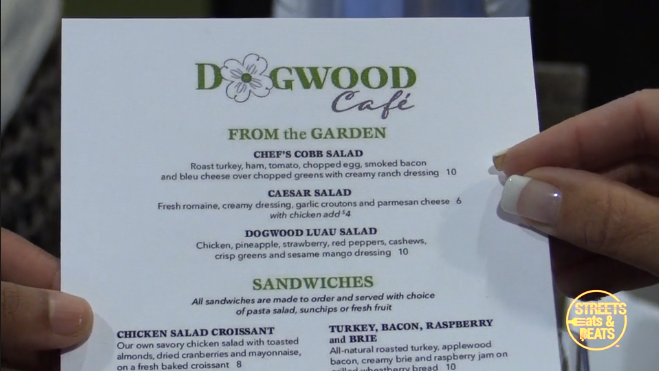 DOGWOOD
Café
FROM the GARDEN
CHEF'S COBB SALAD
Roast turkey, ham, tomato, chopped egg, smoked bacon
and bleu cheese over chopped greens with creamy ranch dressing 10
CAESAR SALAD
Fresh romaine, creamy dressing, garlic croutons and parmesan cheese 6
with chicken add $4
DOGWOOD LUAU SALAD
Chicken, pineapple, strawberry, red peppers, cashews,
crisp greens and sesame mango dressing 10
SANDWICHES
All sandwiches are made to order and served with choice
of pasta salad, sunchips or fresh fruit
CHICKEN SALAD CROISSANT
Our own savory chicken salad with toasted
almonds, dried cranberries and mayonnaise,
on a fresh baked croissant 8
TURKEY, BACON, RASPBERRY
and BRIE
All-natural roasted turkey, applewood
bacon, creamy brie and raspberry jam on
grilled wheatberry bread 10
STREETS
eats &
BEATS